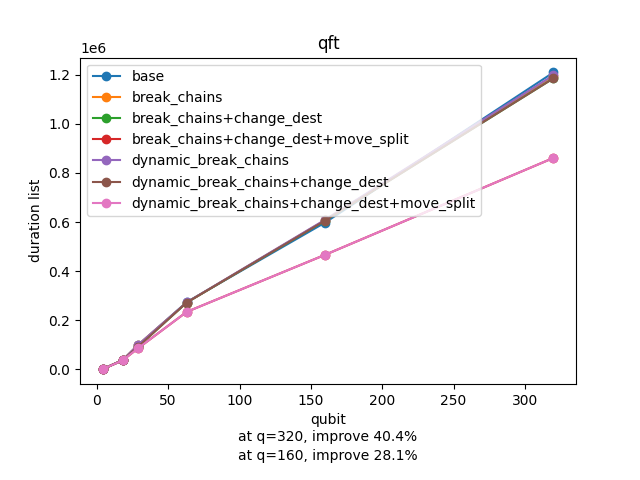 qft
1e6
1.2
1.0
0.8
0.6
0.4
0.2
0.0
duration list
base
break_chains
break_chains+change_dest
break_chains+change_dest+move_split
dynamic_break_chains
dynamic_break_chains+change_dest
dynamic_break_chains+change_dest+move_split
0 50 100 150 200 250 300
qubit
at q=320, improve 40.4%
at q=160, improve 28.1%